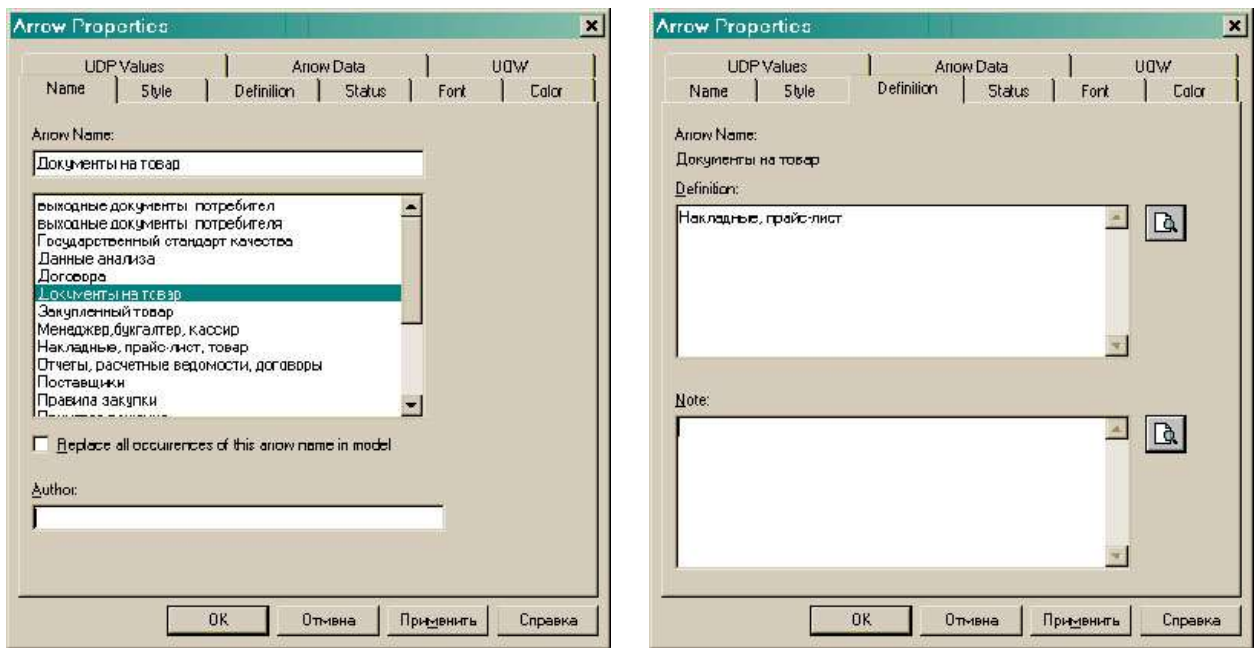 Arrow Properties
UDP Values Arrow Data UOW
Name Style Definition Status Font Color
Arrow Name:
Документы на товар
выходные документы потребител
выходные документы потребителя
Государственный стандарт качества
Данные анализа
Договора
Документы на товар
Закупленный товар
Менеджер,бухгалтер, кассир
Накладные, прайс-лист, товар
Отчеты, расчетные ведомости, договоры
Поставщики
Правила закупки
Replace all occurrences of this arrow name in model
Author:
OK Отмена Применить Справка
Arrow Properties
UDP Values Arrow Data UOW
Name Style Definition Status Font Color
Arrow Name:
Документы на товар
Definition:
Накладные, прайс-лист
Note:
OK Отмена Применить Справка